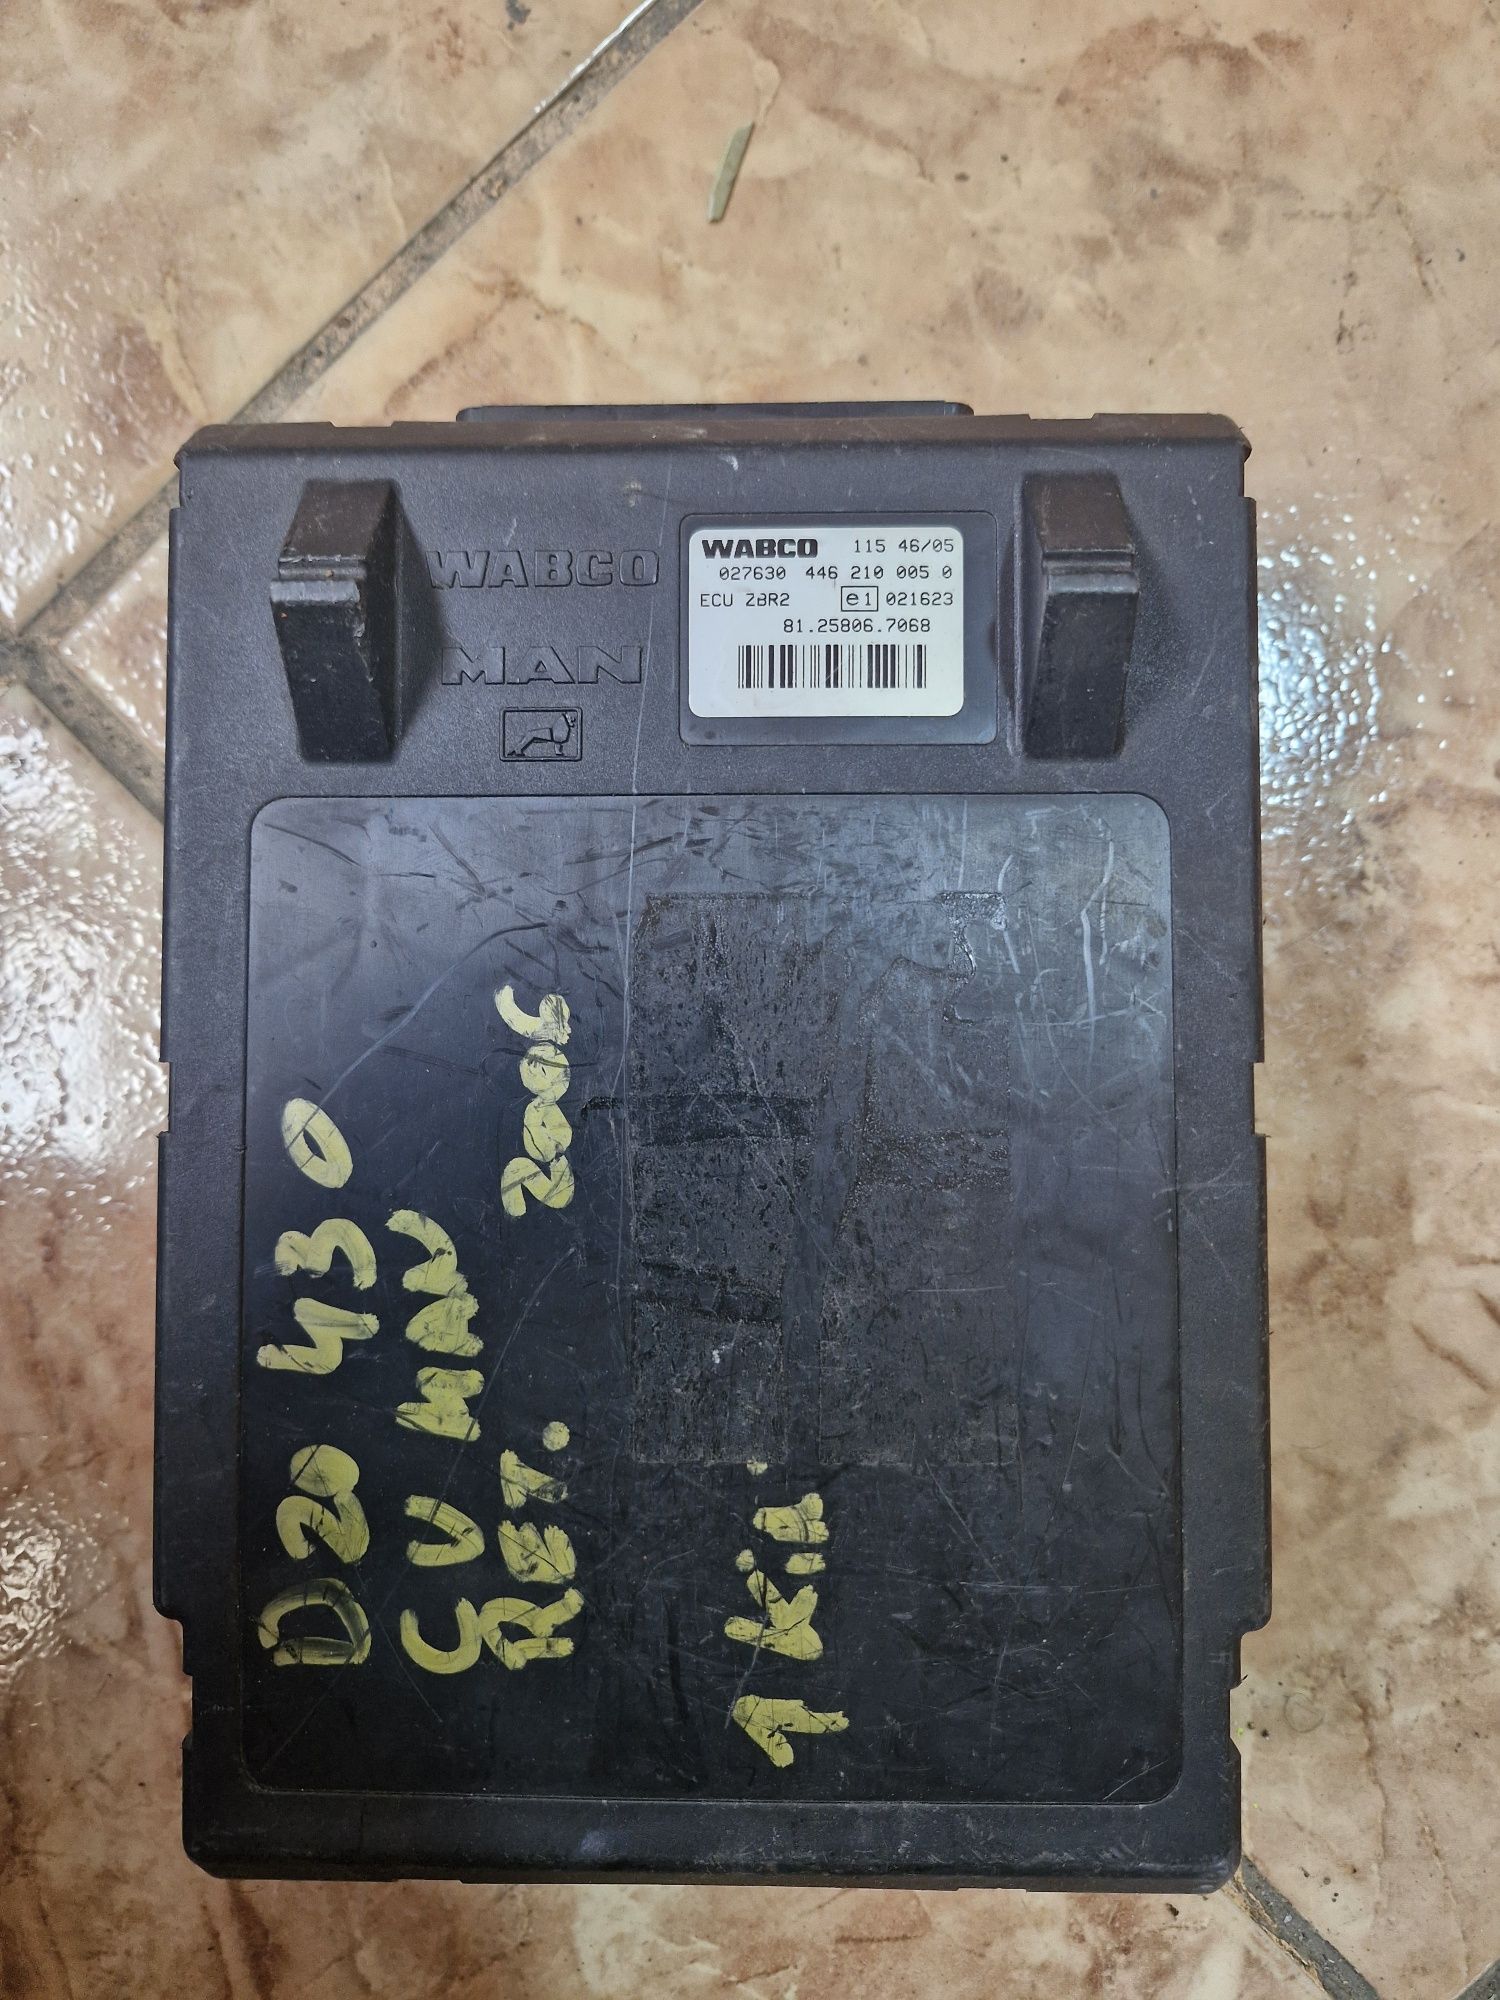 WABCO
MAN
WABCO 115 46/05
027630 446 210 005 0
ECU ZBR2 e1 021623
81.25806.7068
D20 430
CU MAN
RET. 2006
1 kia.